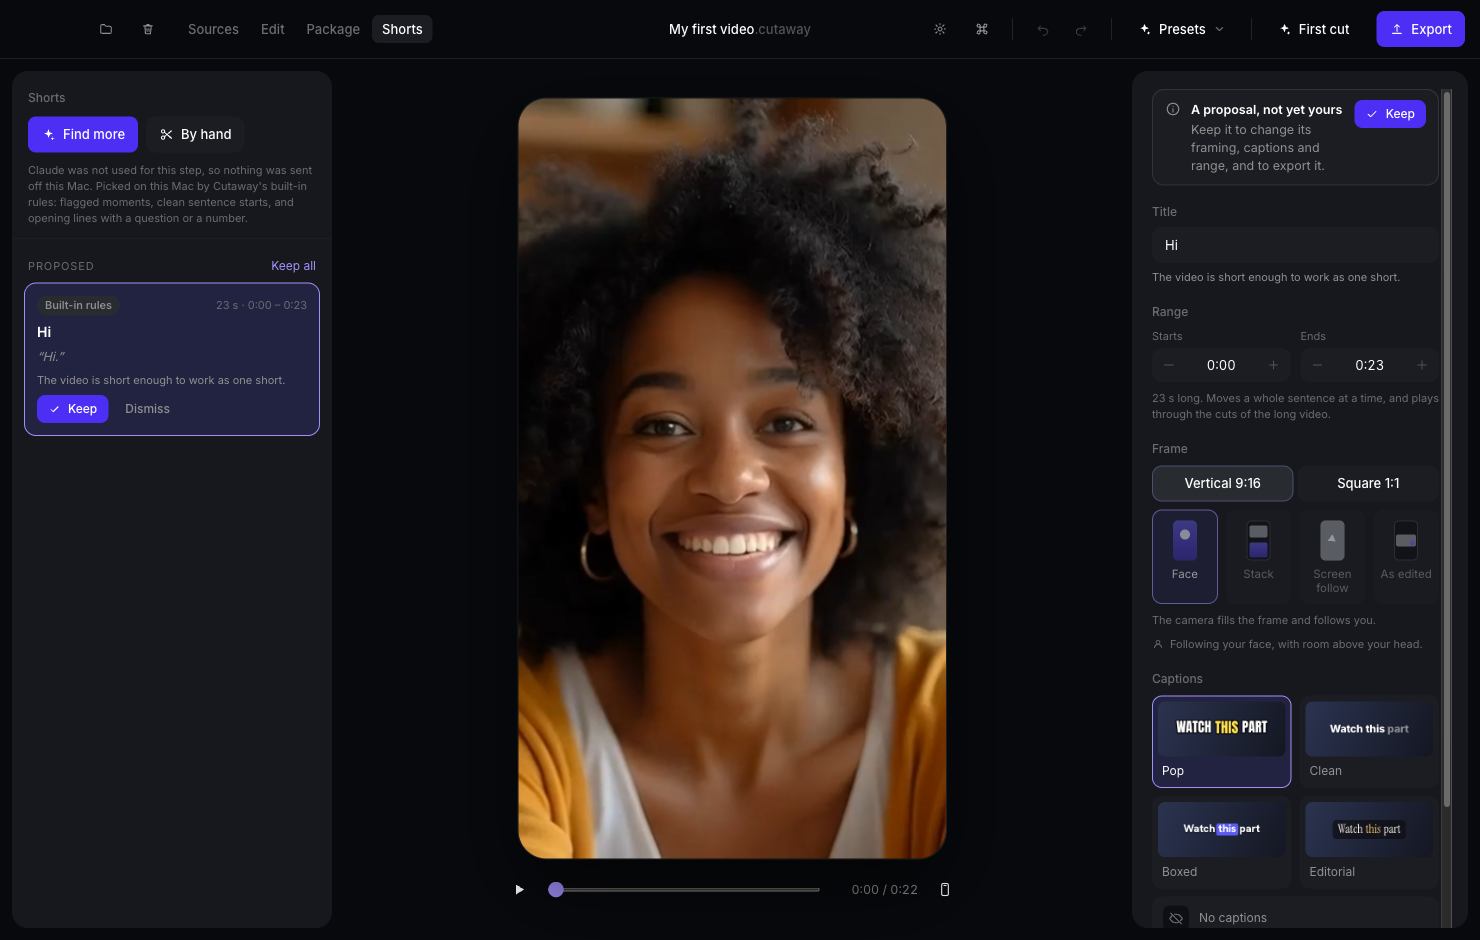 Sources
Edit
Package
Shorts
My first video.cutaway
Presets
First cut
Export
Shorts
Find more
By hand
Claude was not used for this step, so nothing was sent
off this Mac. Picked on this Mac by Cutaway's built-in
rules: flagged moments, clean sentence starts, and
opening lines with a question or a number.
PROPOSED
Keep all
Built-in rules
23 s · 0:00 – 0:23
Hi
“Hi.”
The video is short enough to work as one short.
Keep
Dismiss
0:00 / 0:22
A proposal, not yet yours
Keep it to change its
framing, captions and
range, and to export it.
Keep
Title
Hi
The video is short enough to work as one short.
Range
Starts
Ends
0:00
0:23
23 s long. Moves a whole sentence at a time, and plays
through the cuts of the long video.
Frame
Vertical 9:16
Square 1:1
Face
Stack
Screen
follow
As edited
The camera fills the frame and follows you.
Following your face, with room above your head.
Captions
WATCH THIS PART
Pop
Watch this part
Clean
Watch this part
Boxed
Watch this part
Editorial
No captions